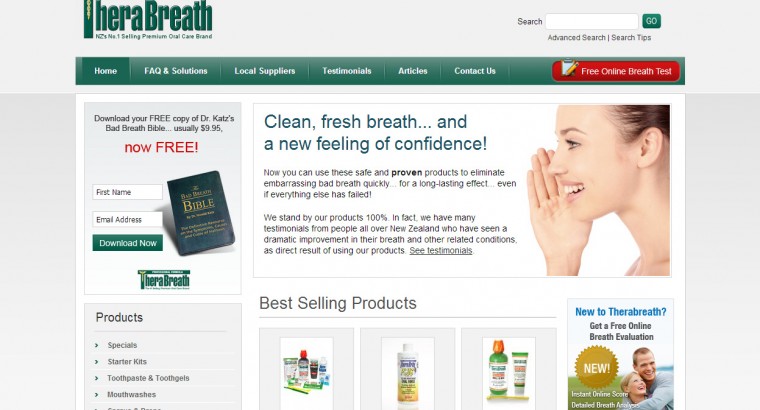 TheraBreath
NZ's No.1 Selling Premium Oral Care Brand
Search
GO
Advanced Search | Search Tips
Home
FAQ & Solutions
Local Suppliers
Testimonials
Articles
Contact Us
Free Online Breath Test
Download your FREE copy of Dr. Katz's
Bad Breath Bible... usually $9.95,
now FREE!
First Name
Email Address
Download Now
BAD BREATH
BIBLE
TheraBreath
Clean, fresh breath... and
a new feeling of confidence!
Now you can use these safe and proven products to eliminate
embarrassing bad breath quickly... for a long-lasting effect... even
if everything else has failed!
We stand by our products 100%. In fact, we have many
testimonials from people all over New Zealand who have seen a
dramatic improvement in their breath and other related conditions,
as direct result of using our products. See testimonials.
Products
Specials
Starter Kits
Toothpaste & Toothgels
Mouthwashes
Best Selling Products
New to Therabreath?
Get a Free Online
Breath Evaluation
NEW!
Instant Online Score
Detailed Breath Analysis